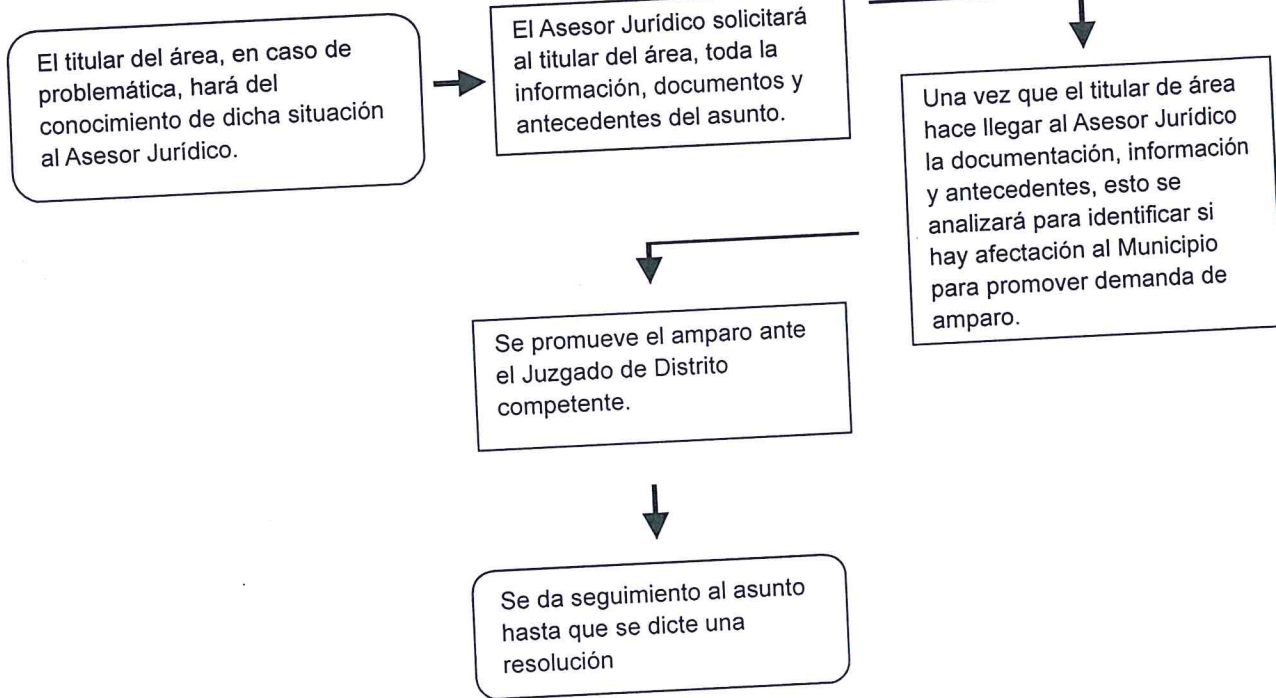 El titular del área, en caso de
problemática, hará del
conocimiento de dicha situación
al Asesor Jurídico.
El Asesor Jurídico solicitará
al titular del área, toda la
información, documentos y
antecedentes del asunto.
Una vez que el titular de área
hace llegar al Asesor Jurídico
la documentación, información
y antecedentes, esto se
analizará para identificar si
hay afectación al Municipio
para promover demanda de
amparo.
Se promueve el amparo ante
el Juzgado de Distrito
competente.
Se da seguimiento al asunto
hasta que se dicte una
resolución